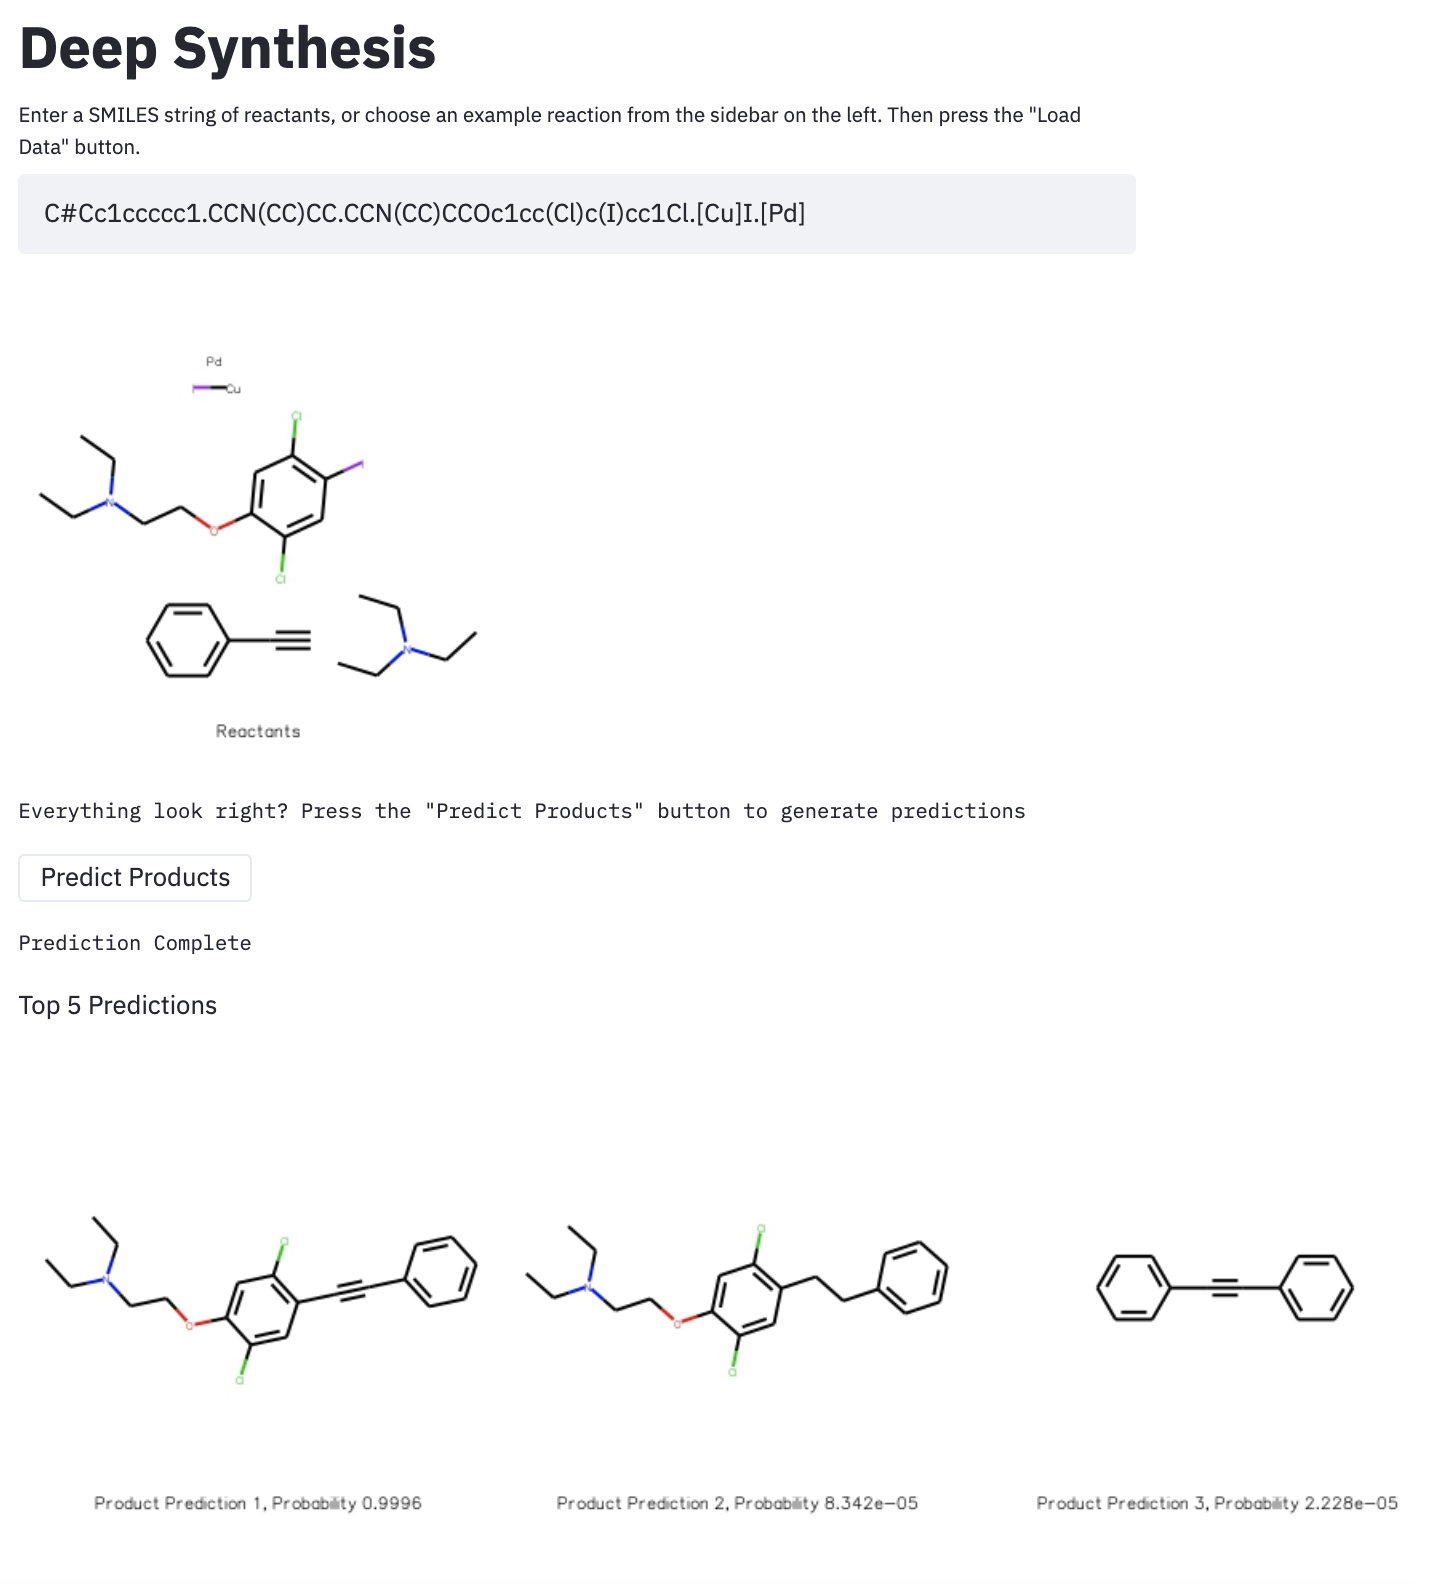 Deep Synthesis
Enter a SMILES string of reactants, or choose an example reaction from the sidebar on the left. Then press the "Load
Data" button.
C#Cc1ccccc1.CCN(CC)CC.CCN(CC)CCOc1cc(Cl)c(I)cc1Cl.[Cu]I.[Pd]
Pd
I Cu
Cl
I
N
O
Cl
N
Reactants
Everything look right? Press the "Predict Products" button to generate predictions
Predict Products
Prediction Complete
Top 5 Predictions
Cl
N
O
Cl
Cl
N
O
Cl
Product Prediction 1, Probability 0.9996
Product Prediction 2, Probability 8.342e−05
Product Prediction 3, Probability 2.228e−05